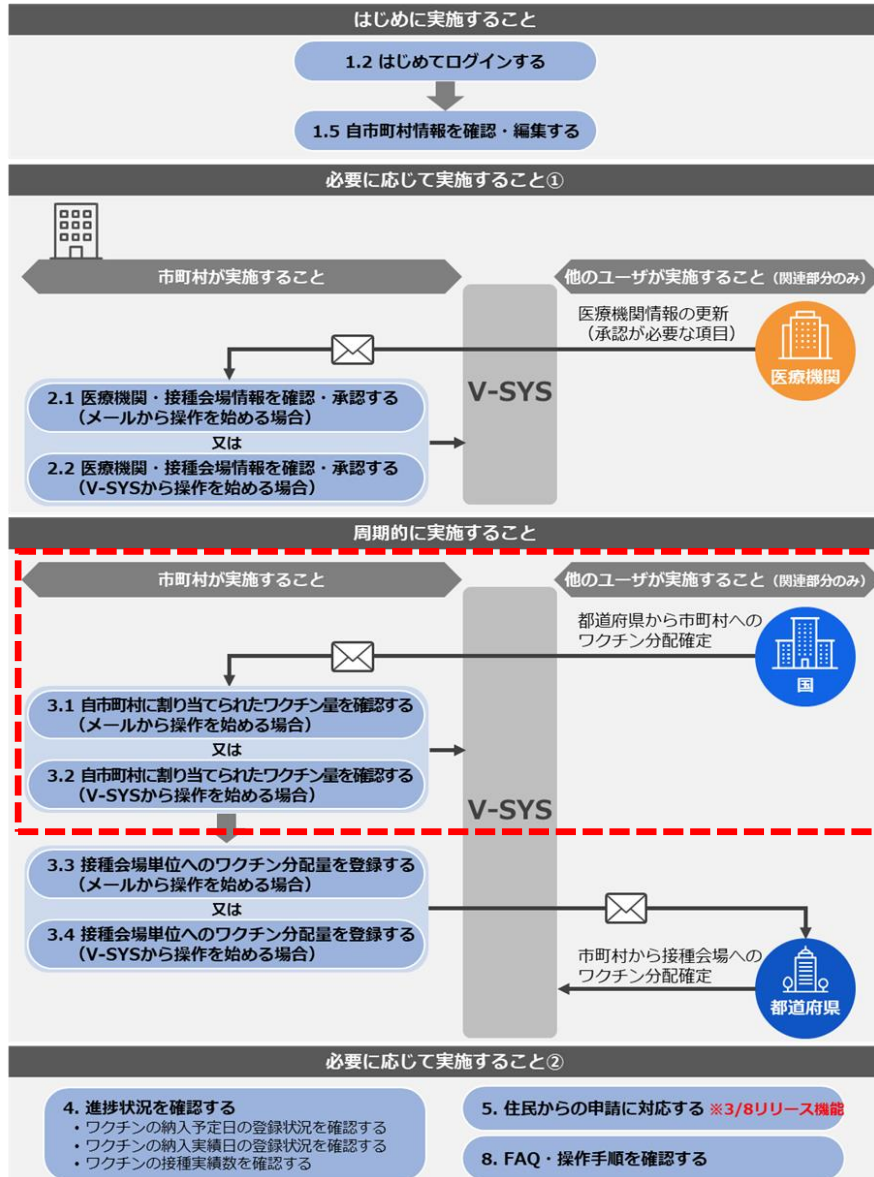 はじめに実施すること
1.2 はじめてログインする
1.5 自市町村情報を確認・編集する
必要に応じて実施すること①
市町村が実施すること
他のユーザが実施すること（関連部分のみ）
医療機関情報の更新
（承認が必要な項目）
医療機関
V-SYS
2.1 医療機関・接種会場情報を確認・承認する
（メールから操作を始める場合）
又は
2.2 医療機関・接種会場情報を確認・承認する
（V-SYSから操作を始める場合）
周期的に実施すること
市町村が実施すること
他のユーザが実施すること（関連部分のみ）
都道府県から市町村への
ワクチン分配確定
国
3.1 自市町村に割り当てられたワクチン量を確認する
（メールから操作を始める場合）
又は
3.2 自市町村に割り当てられたワクチン量を確認する
（V-SYSから操作を始める場合）
V-SYS
3.3 接種会場単位へのワクチン分配量を登録する
（メールから操作を始める場合）
又は
3.4 接種会場単位へのワクチン分配量を登録する
（V-SYSから操作を始める場合）
市町村から接種会場への
ワクチン分配確定
都道府県
必要に応じて実施すること②
4. 進捗状況を確認する
・ワクチンの納入予定日の登録状況を確認する
・ワクチンの納入実績日の登録状況を確認する
・ワクチンの接種実績数を確認する
5. 住民からの申請に対応する ※3/8リリース機能
8. FAQ・操作手順を確認する